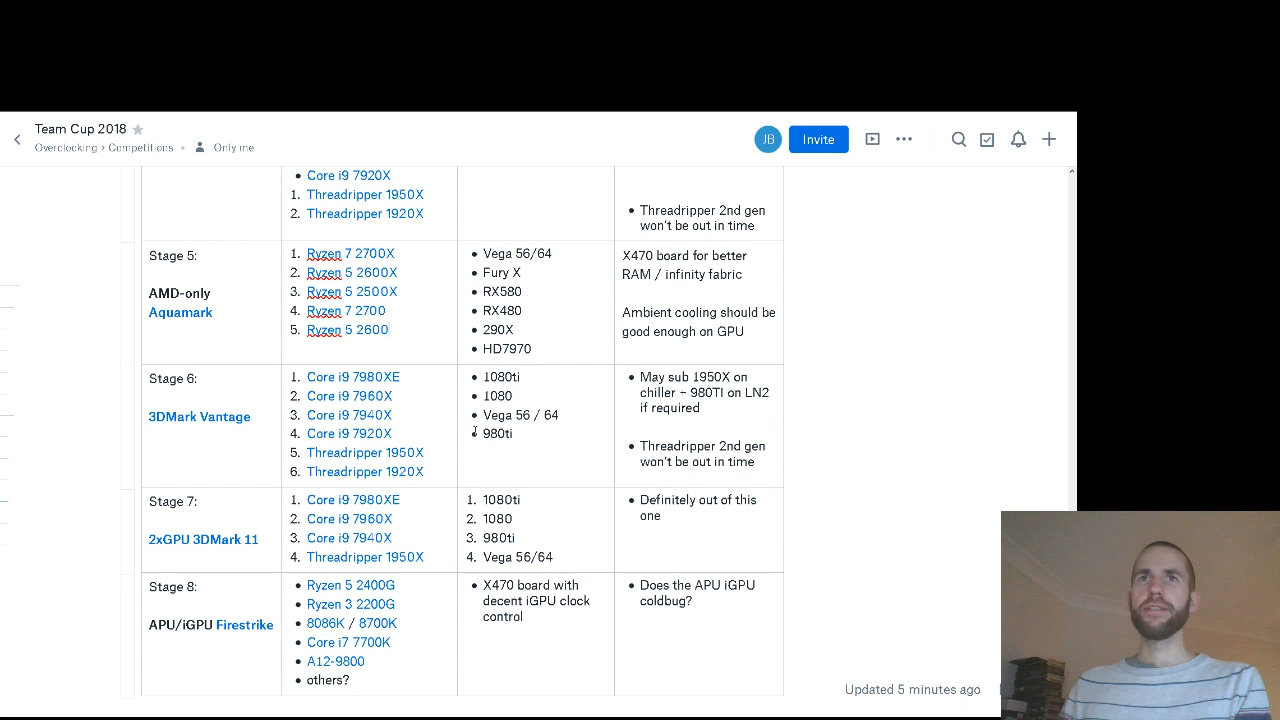 Team Cup 2018
Overclocking > Competitions • Only me
JB
Invite
• Core i9 7920X
1. Threadripper 1950X
2. Threadripper 1920X
• Threadripper 2nd gen
won't be out in time
Stage 5:
AMD-only
Aquamark
1. Ryzen 7 2700X
2. Ryzen 5 2600X
3. Ryzen 5 2500X
4. Ryzen 7 2700
5. Ryzen 5 2600
• Vega 56/64
• Fury X
• RX580
• RX480
• 290X
• HD7970
X470 board for better
RAM / infinity fabric
Ambient cooling should be
good enough on GPU
Stage 6:
3DMark Vantage
1. Core i9 7980XE
2. Core i9 7960X
3. Core i9 7940X
4. Core i9 7920X
5. Threadripper 1950X
6. Threadripper 1920X
• 1080ti
• 1080
• Vega 56 / 64
• 980ti
• May sub 1950X on
chiller + 980TI on LN2
if required
• Threadripper 2nd gen
won't be out in time
Stage 7:
2xGPU 3DMark 11
1. Core i9 7980XE
2. Core i9 7960X
3. Core i9 7940X
4. Threadripper 1950X
1. 1080ti
2. 1080
3. 980ti
4. Vega 56/64
• Definitely out of this
one
Stage 8:
APU/iGPU Firestrike
• Ryzen 5 2400G
• Ryzen 3 2200G
• 8086K / 8700K
• Core i7 7700K
• A12-9800
• others?
• X470 board with
decent iGPU clock
control
• Does the APU iGPU
coldbug?
Updated 5 minutes ago